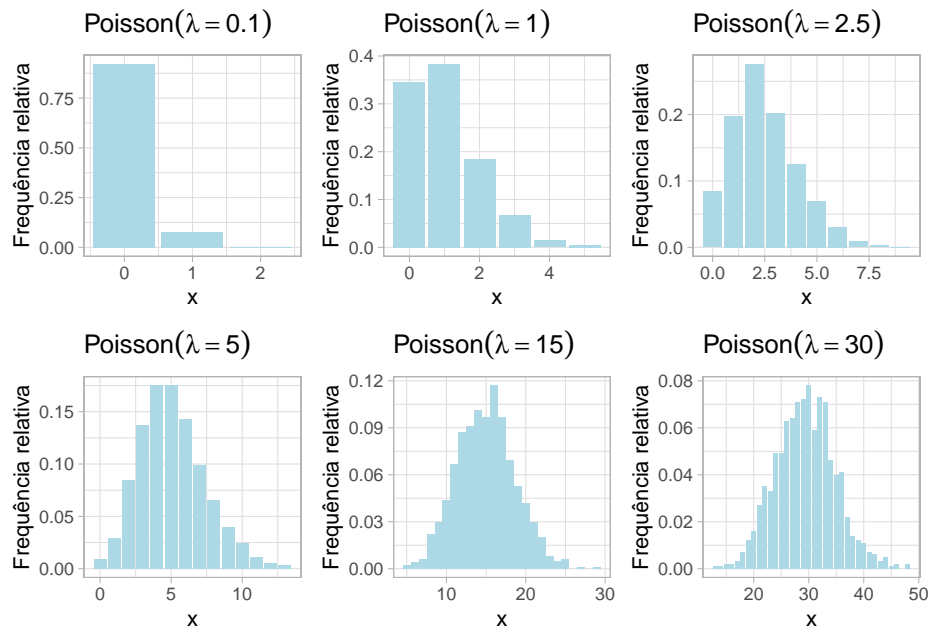 Poisson(λ = 0.1)
Frequência relativa
0.75
0.50
0.25
0.00
0 1 2
x
Poisson(λ = 1)
Frequência relativa
0.4
0.3
0.2
0.1
0.0
0 2 4
x
Poisson(λ = 2.5)
Frequência relativa
0.2
0.1
0.0
0.0 2.5 5.0 7.5
x
Poisson(λ = 5)
Frequência relativa
0.15
0.10
0.05
0.00
0 5 10
x
Poisson(λ = 15)
Frequência relativa
0.12
0.09
0.06
0.03
0.00
10 20 30
x
Poisson(λ = 30)
Frequência relativa
0.08
0.06
0.04
0.02
0.00
20 30 40 50
x